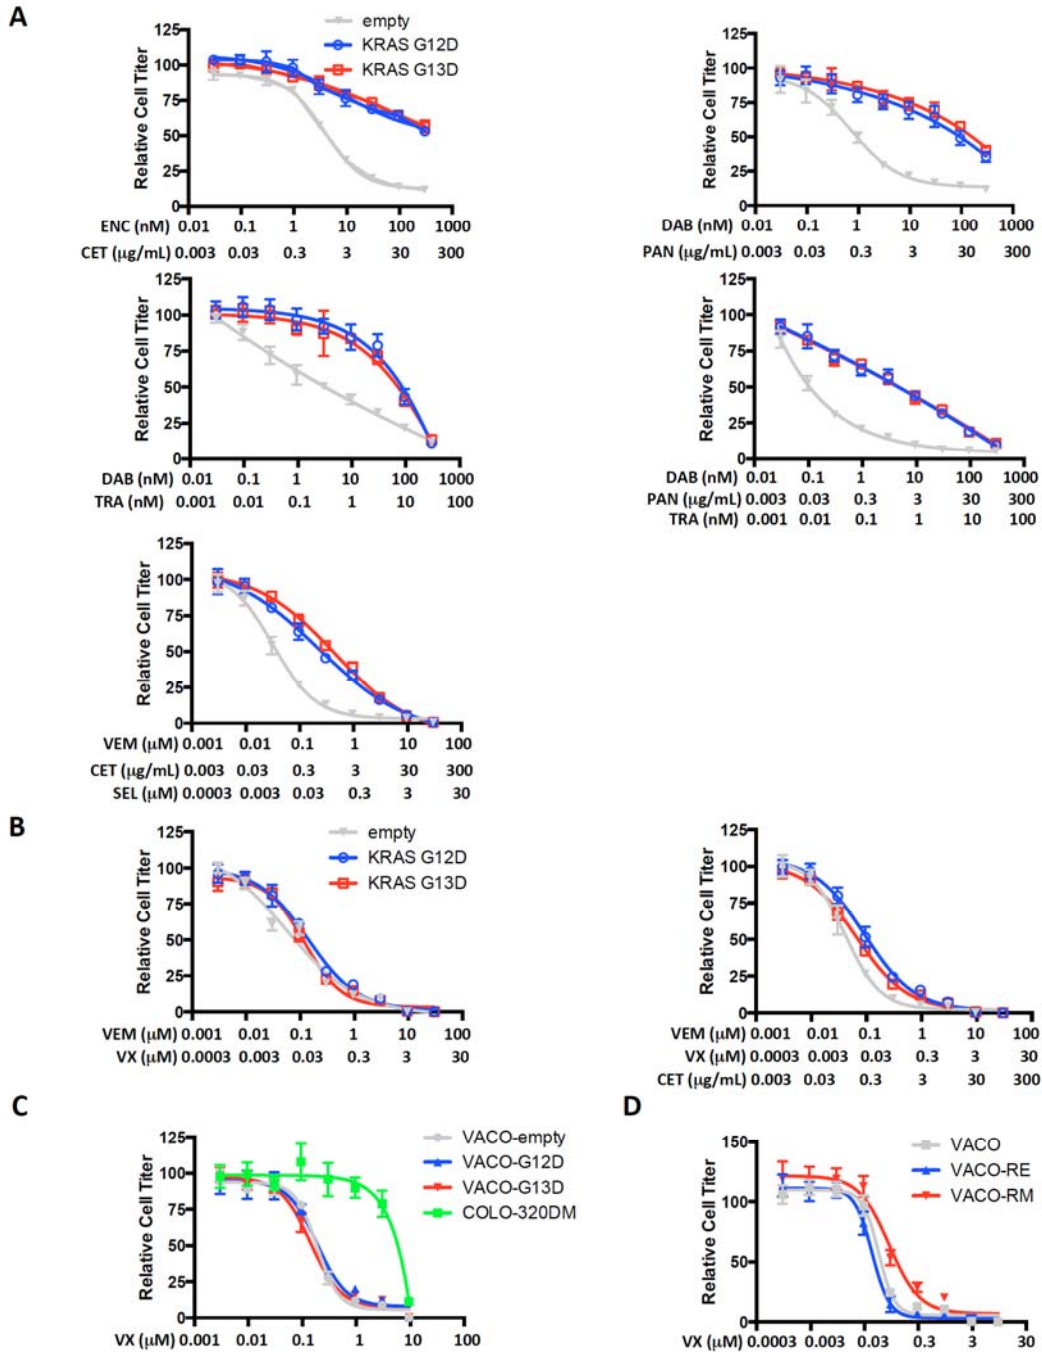 A
empty
KRAS G12D
KRAS G13D
Relative Cell Titer
125
100
75
50
25
0
ENC (nM) 0.01 0.1 1 10 100 1000
CET (µg/mL) 0.003 0.03 0.3 3 30 300
Relative Cell Titer
125
100
75
50
25
0
DAB (nM) 0.01 0.1 1 10 100 1000
PAN (µg/mL) 0.003 0.03 0.3 3 30 300
Relative Cell Titer
125
100
75
50
25
0
DAB (nM) 0.01 0.1 1 10 100 1000
TRA (nM) 0.001 0.01 0.1 1 10 100
Relative Cell Titer
125
100
75
50
25
0
DAB (nM) 0.01 0.1 1 10 100 1000
PAN (µg/mL) 0.003 0.03 0.3 3 30 300
TRA (nM) 0.001 0.01 0.1 1 10 100
Relative Cell Titer
125
100
75
50
25
0
VEM (µM) 0.001 0.01 0.1 1 10 100
CET (µg/mL) 0.003 0.03 0.3 3 30 300
SEL (µM) 0.0003 0.003 0.03 0.3 3 30
B
empty
KRAS G12D
KRAS G13D
Relative Cell Titer
125
100
75
50
25
0
VEM (µM) 0.001 0.01 0.1 1 10 100
VX (µM) 0.0003 0.003 0.03 0.3 3 30
Relative Cell Titer
125
100
75
50
25
0
VEM (µM) 0.001 0.01 0.1 1 10 100
VX (µM) 0.0003 0.003 0.03 0.3 3 30
CET (µg/mL) 0.003 0.03 0.3 3 30 300
C
VACO-empty
VACO-G12D
VACO-G13D
COLO-320DM
Relative Cell Titer
125
100
75
50
25
0
VX (µM) 0.001 0.01 0.1 1 10 100
D
VACO
VACO-RE
VACO-RM
Relative Cell Titer
150
100
50
0
VX (µM) 0.0003 0.003 0.03 0.3 3 30